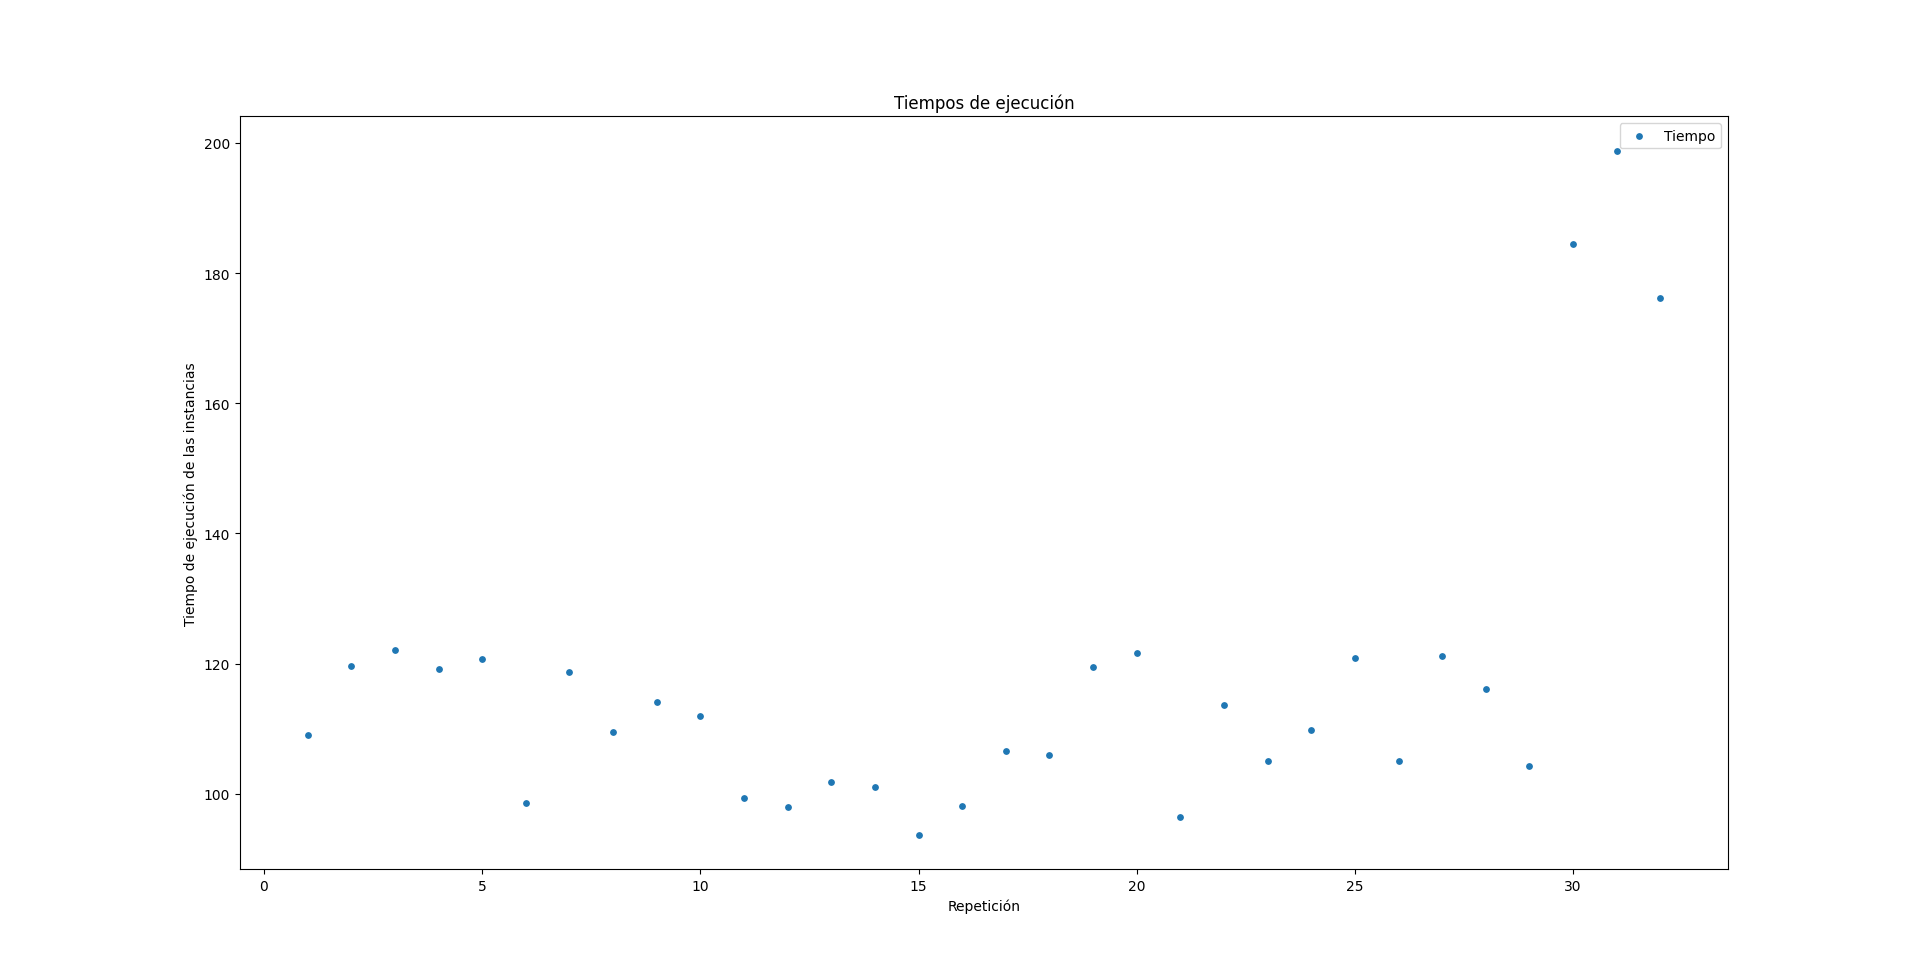 Tiempos de ejecución
Tiempo
200
180
160
140
120
100
Tiempo de ejecución de las instancias
0 5 10 15 20 25 30
Repetición